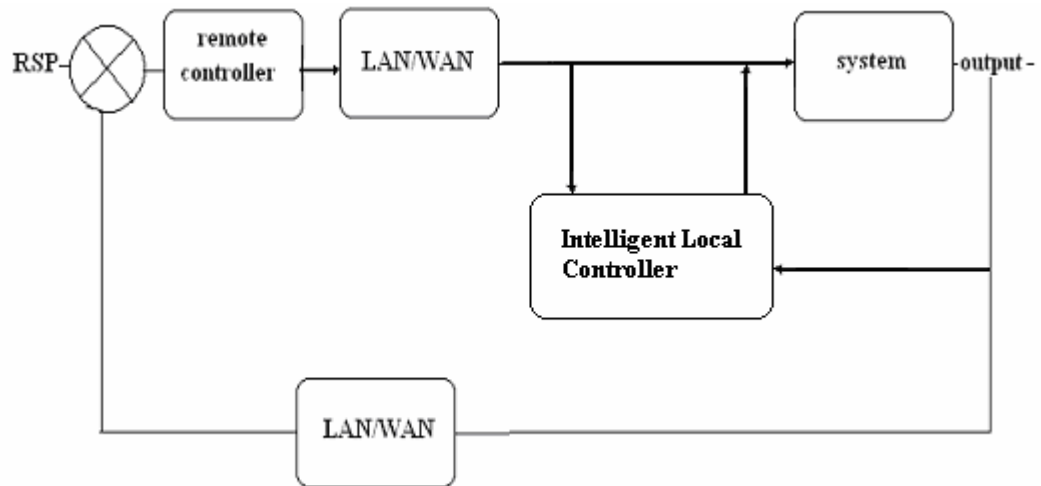 RSP
remote
controller
LAN/WAN
system
output
Intelligent Local
Controller
LAN/WAN